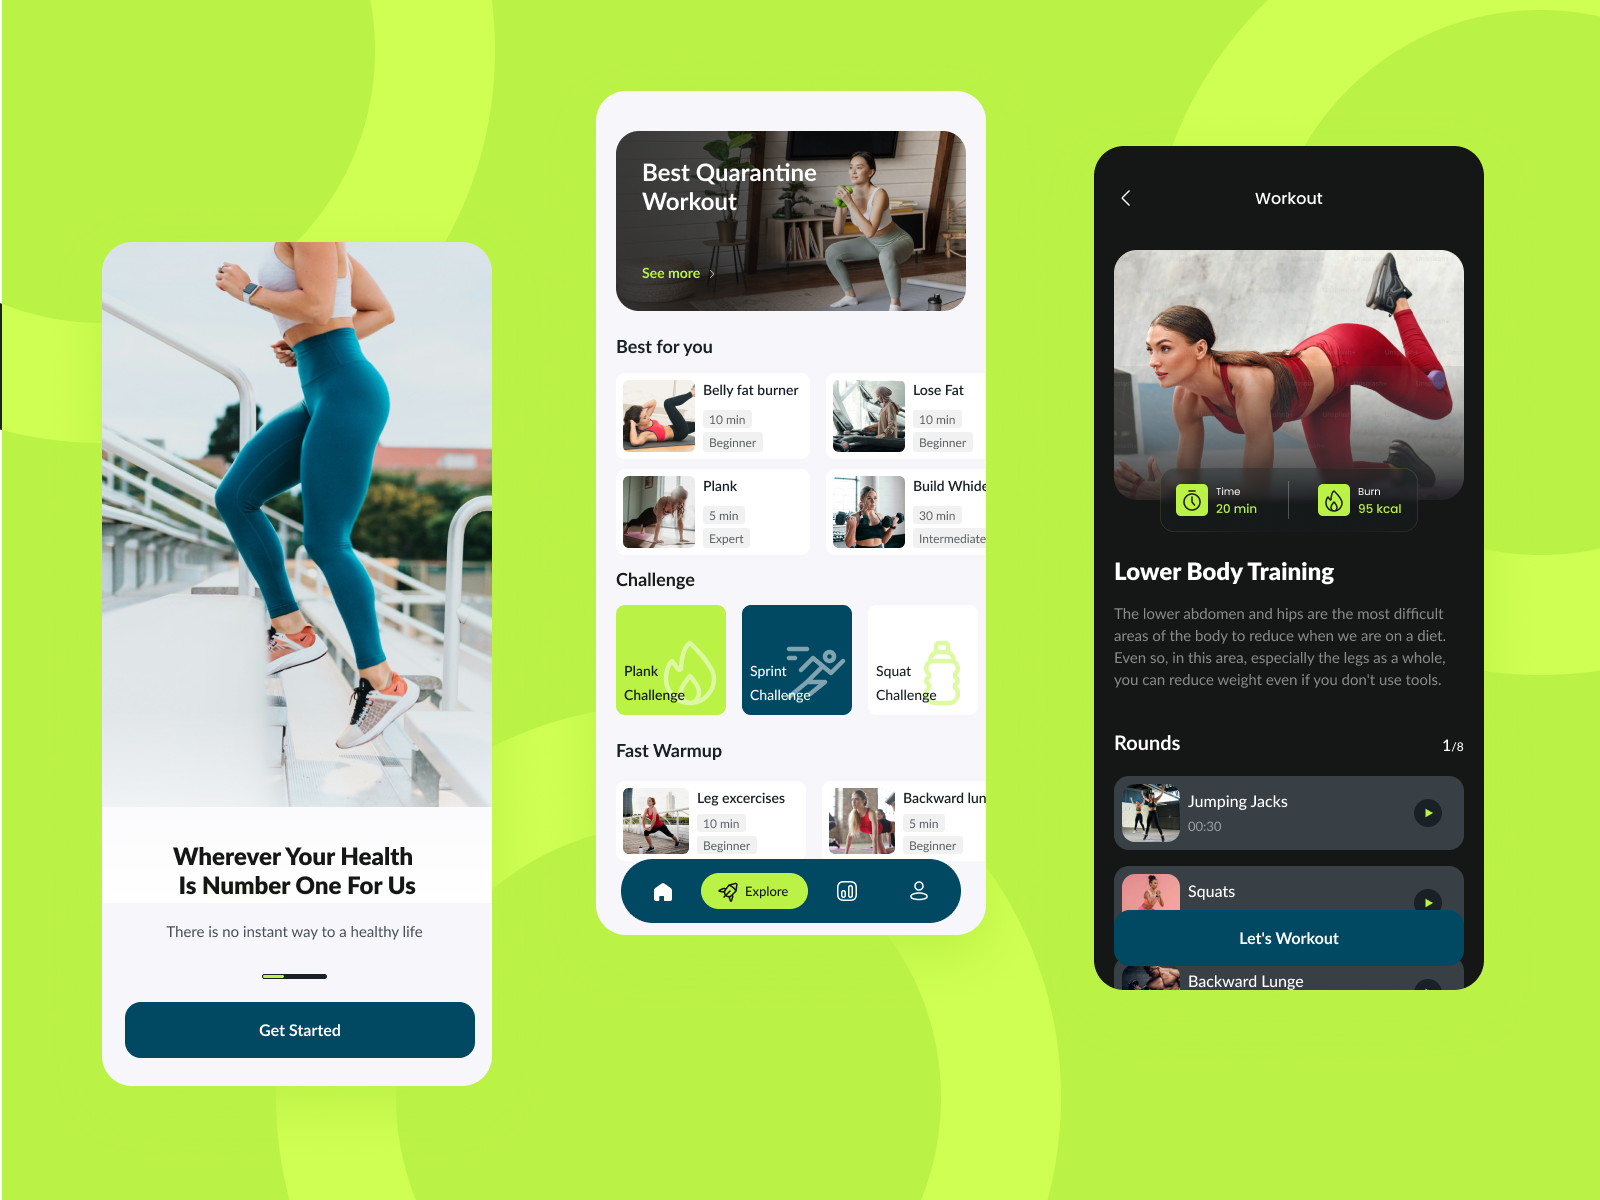 Wherever Your Health
Is Number One For Us
There is no instant way to a healthy life
Get Started
Best Quarantine
Workout
See more
Best for you
Belly fat burner
10 min
Beginner
Lose Fat
10 min
Beginner
Plank
5 min
Expert
Build Whide
30 min
Intermediate
Challenge
Plank
Challenge
Sprint
Challenge
Squat
Challenge
Fast Warmup
Leg excercises
10 min
Beginner
Backward lun
5 min
Beginner
Explore
Workout
Time
20 min
Burn
95 kcal
Lower Body Training
The lower abdomen and hips are the most difficult
areas of the body to reduce when we are on a diet.
Even so, in this area, especially the legs as a whole,
you can reduce weight even if you don't use tools.
Rounds
1/8
Jumping Jacks
00:30
Squats
Let's Workout
Backward Lunge